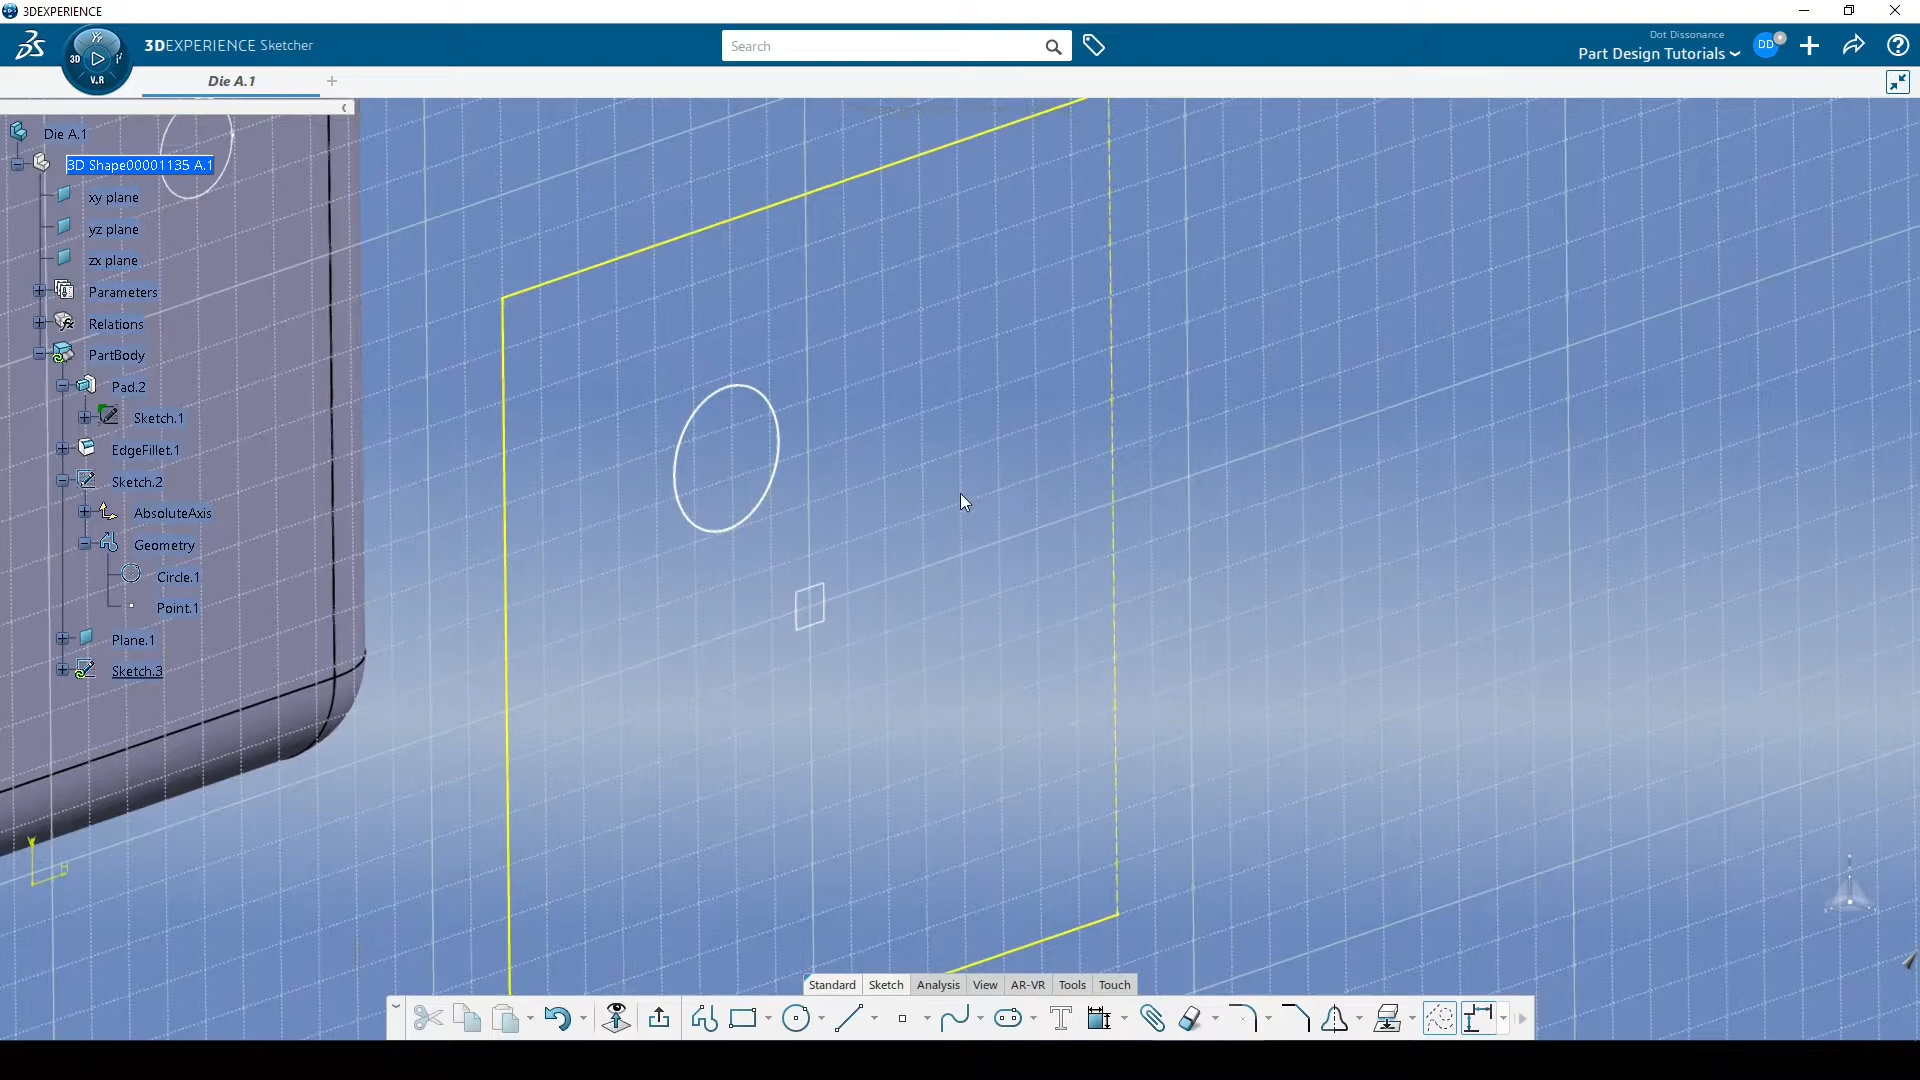 3DEXPERIENCE
3DEXPERIENCE Sketcher
Search
Dot Dissonance
Part Design Tutorials
DD
3D
V.R
Die A.1
Die A.1
3D Shape00001135 A.1
xy plane
yz plane
zx plane
Parameters
Relations
PartBody
Pad.2
Sketch.1
EdgeFillet.1
Sketch.2
AbsoluteAxis
Geometry
Circle.1
Point.1
Plane.1
Sketch.3
V
H
Standard
Sketch
Analysis
View
AR-VR
Tools
Touch